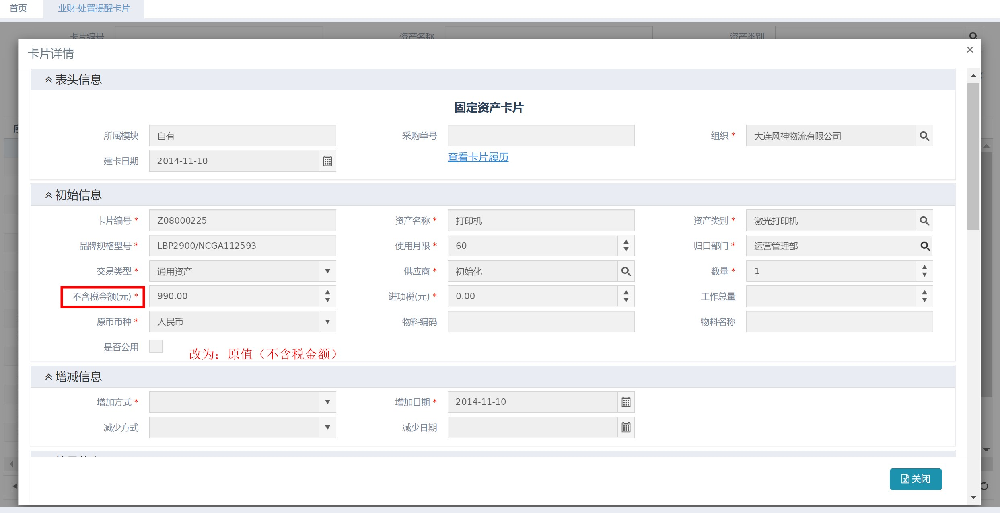 首页 业财-处置提醒卡片
卡片编号 资产名称 资产类别
卡片详情
表头信息
固定资产卡片
所属模块 自有 采购单号 组织 * 大连风神物流有限公司
建卡日期 2014-11-10 查看卡片履历
初始信息
卡片编号 * Z08000225 资产名称 * 打印机 资产类别 * 激光打印机
品牌规格型号 * LBP2900/NCGA112593 使用月限 * 60 归口部门 * 运营管理部
交易类型 * 通用资产 供应商 * 初始化 数量 * 1
不含税金额(元) * 990.00 进项税(元) * 0.00 工作总量
原币币种 * 人民币 物料编码 物料名称
是否公用
改为：原值（不含税金额）
增减信息
增加方式 * 增加日期 * 2014-11-10
减少方式 减少日期
关闭